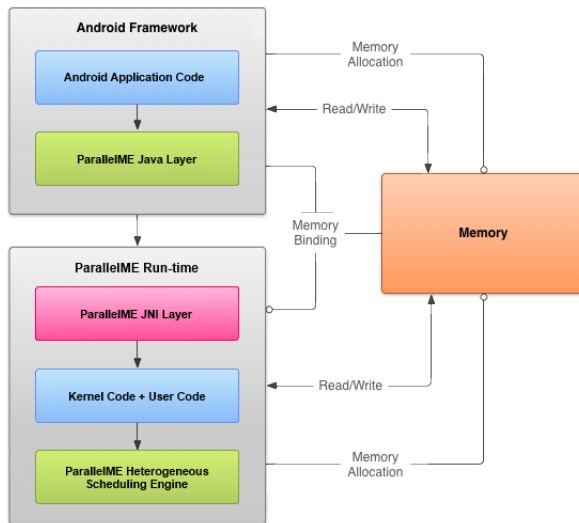 Android Framework
Android Application Code
ParallelME Java Layer
Memory
Allocation
Read/Write
Memory
Binding
Memory
ParallelME Run-time
ParallelME JNI Layer
Kernel Code + User Code
ParallelME Heterogeneous
Scheduling Engine
Read/Write
Memory
Allocation